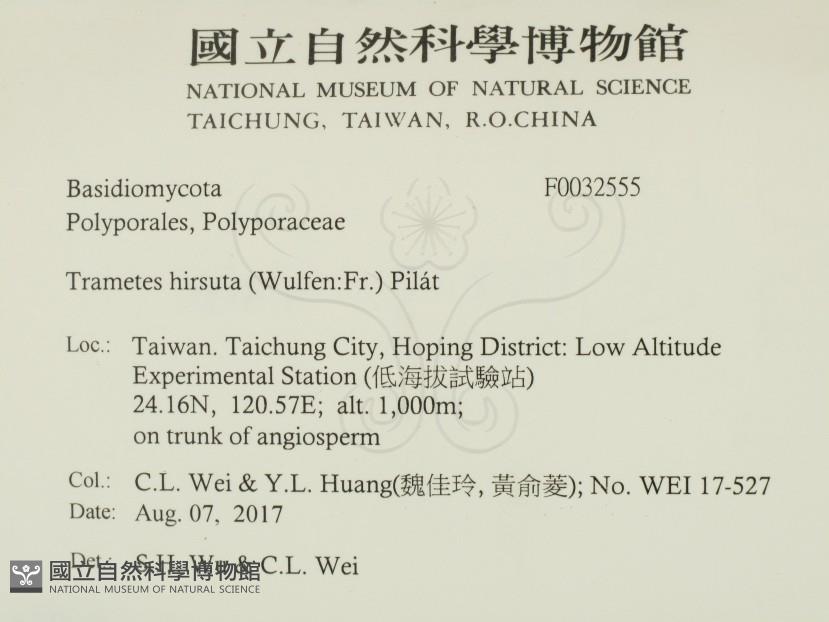 國立自然科學博物館
NATIONAL MUSEUM OF NATURAL SCIENCE
TAICHUNG, TAIWAN, R.O.CHINA
Basidiomycota F0032555
Polyporales, Polyporaceae
Trametes hirsuta (Wulfen:Fr.) Pilát
Loc.: Taiwan. Taichung City, Hoping District: Low Altitude
Experimental Station (低海拔試驗站)
24.16N, 120.57E; alt. 1,000m;
on trunk of angiosperm
Col.: C.L. Wei & Y.L. Huang(魏佳玲, 黃俞菱); No. WEI 17-527
Date: Aug. 07, 2017
Det.: S.H. Wu & C.L. Wei
國立自然科學博物館
NATIONAL MUSEUM OF NATURAL SCIENCE